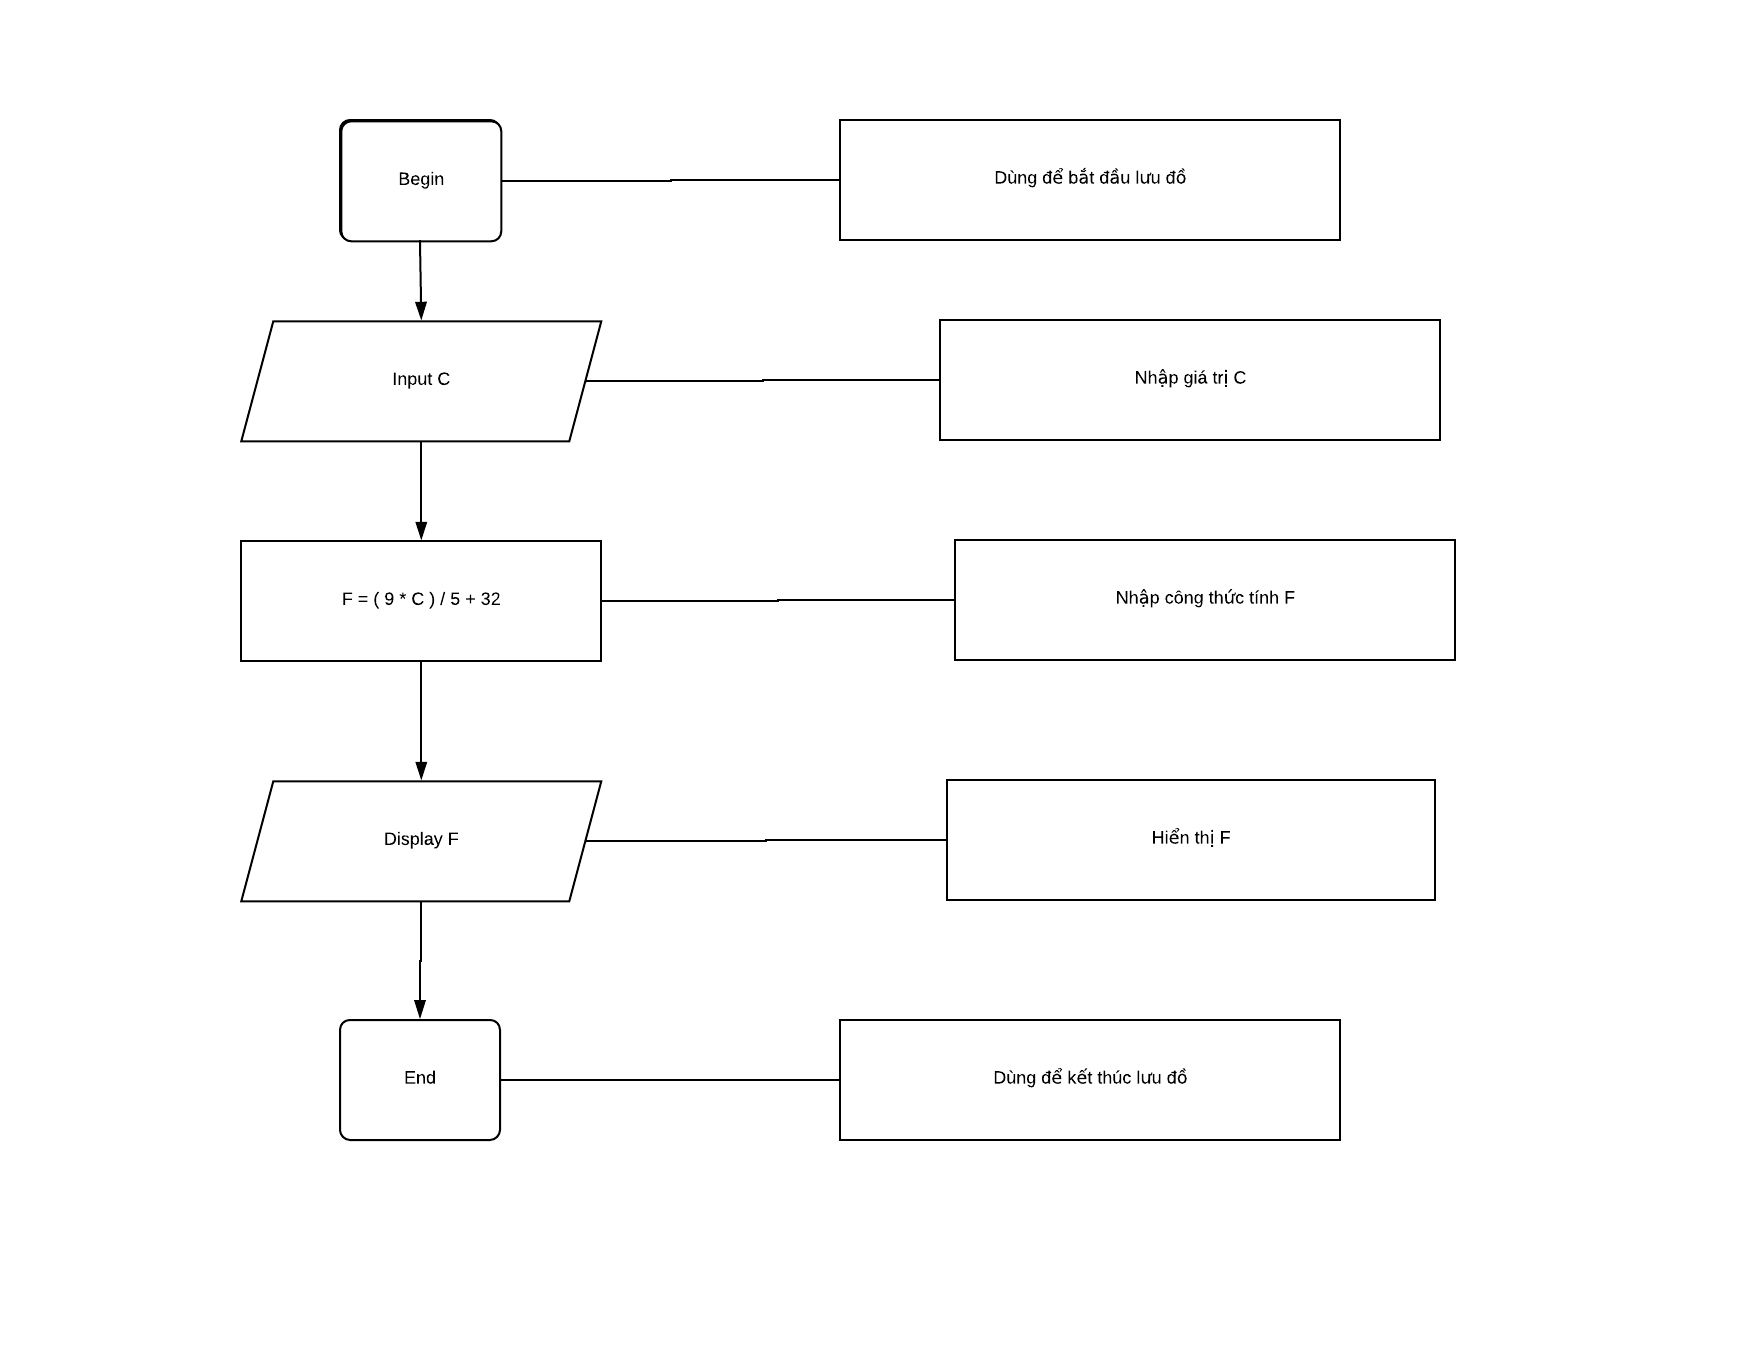 Begin
Dùng để bắt đầu lưu đồ
Input C
Nhập giá trị C
F = ( 9 * C ) / 5 + 32
Nhập công thức tính F
Display F
Hiển thị F
End
Dùng để kết thúc lưu đồ